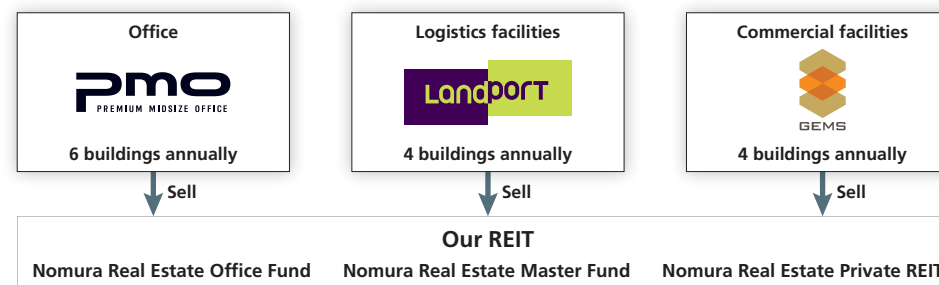 Office
pmo
PREMIUM MIDSIZE OFFICE
6 buildings annually
Logistics facilities
LandporT
4 buildings annually
Commercial facilities
GEMS
4 buildings annually
Sell
Sell
Sell
Our REIT
Nomura Real Estate Office Fund
Nomura Real Estate Master Fund
Nomura Real Estate Private REIT